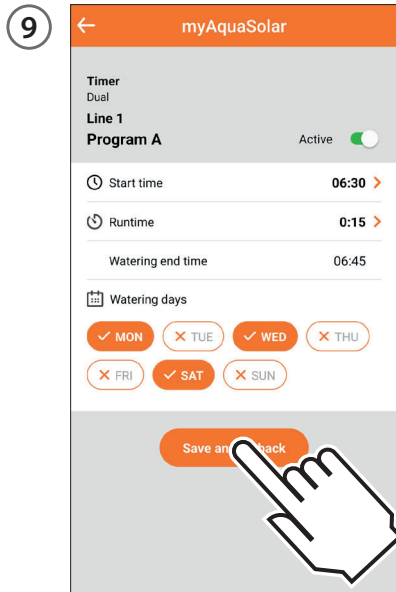 9
myAquaSolar
Timer
Dual
Line 1
Program A Active
Start time 06:30
Runtime 0:15
Watering end time 06:45
Watering days
MON TUE WED THU
FRI SAT SUN
Save an back